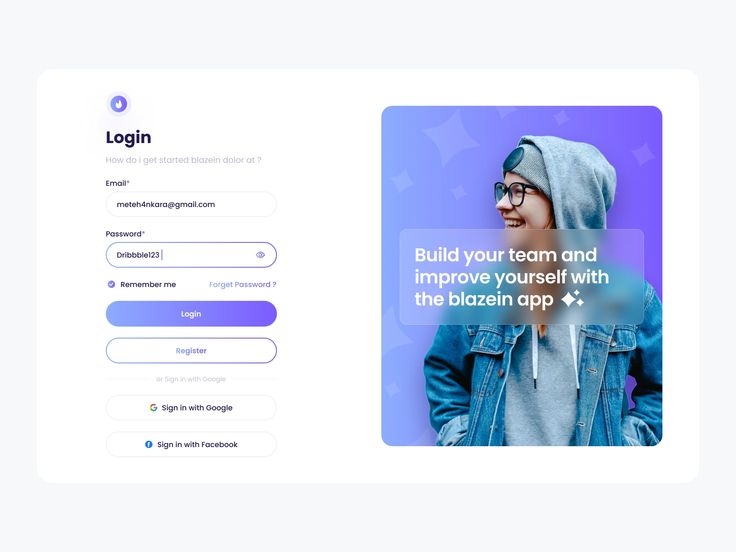 Login
How do i get started blazein dolor at ?
Email*
meteh4nkara@gmail.com
Password*
Dribbble123
Remember me
Forget Password ?
Login
Register
or Sign in with Google
Sign in with Google
Sign in with Facebook
Build your team and
improve yourself with
the blazein app